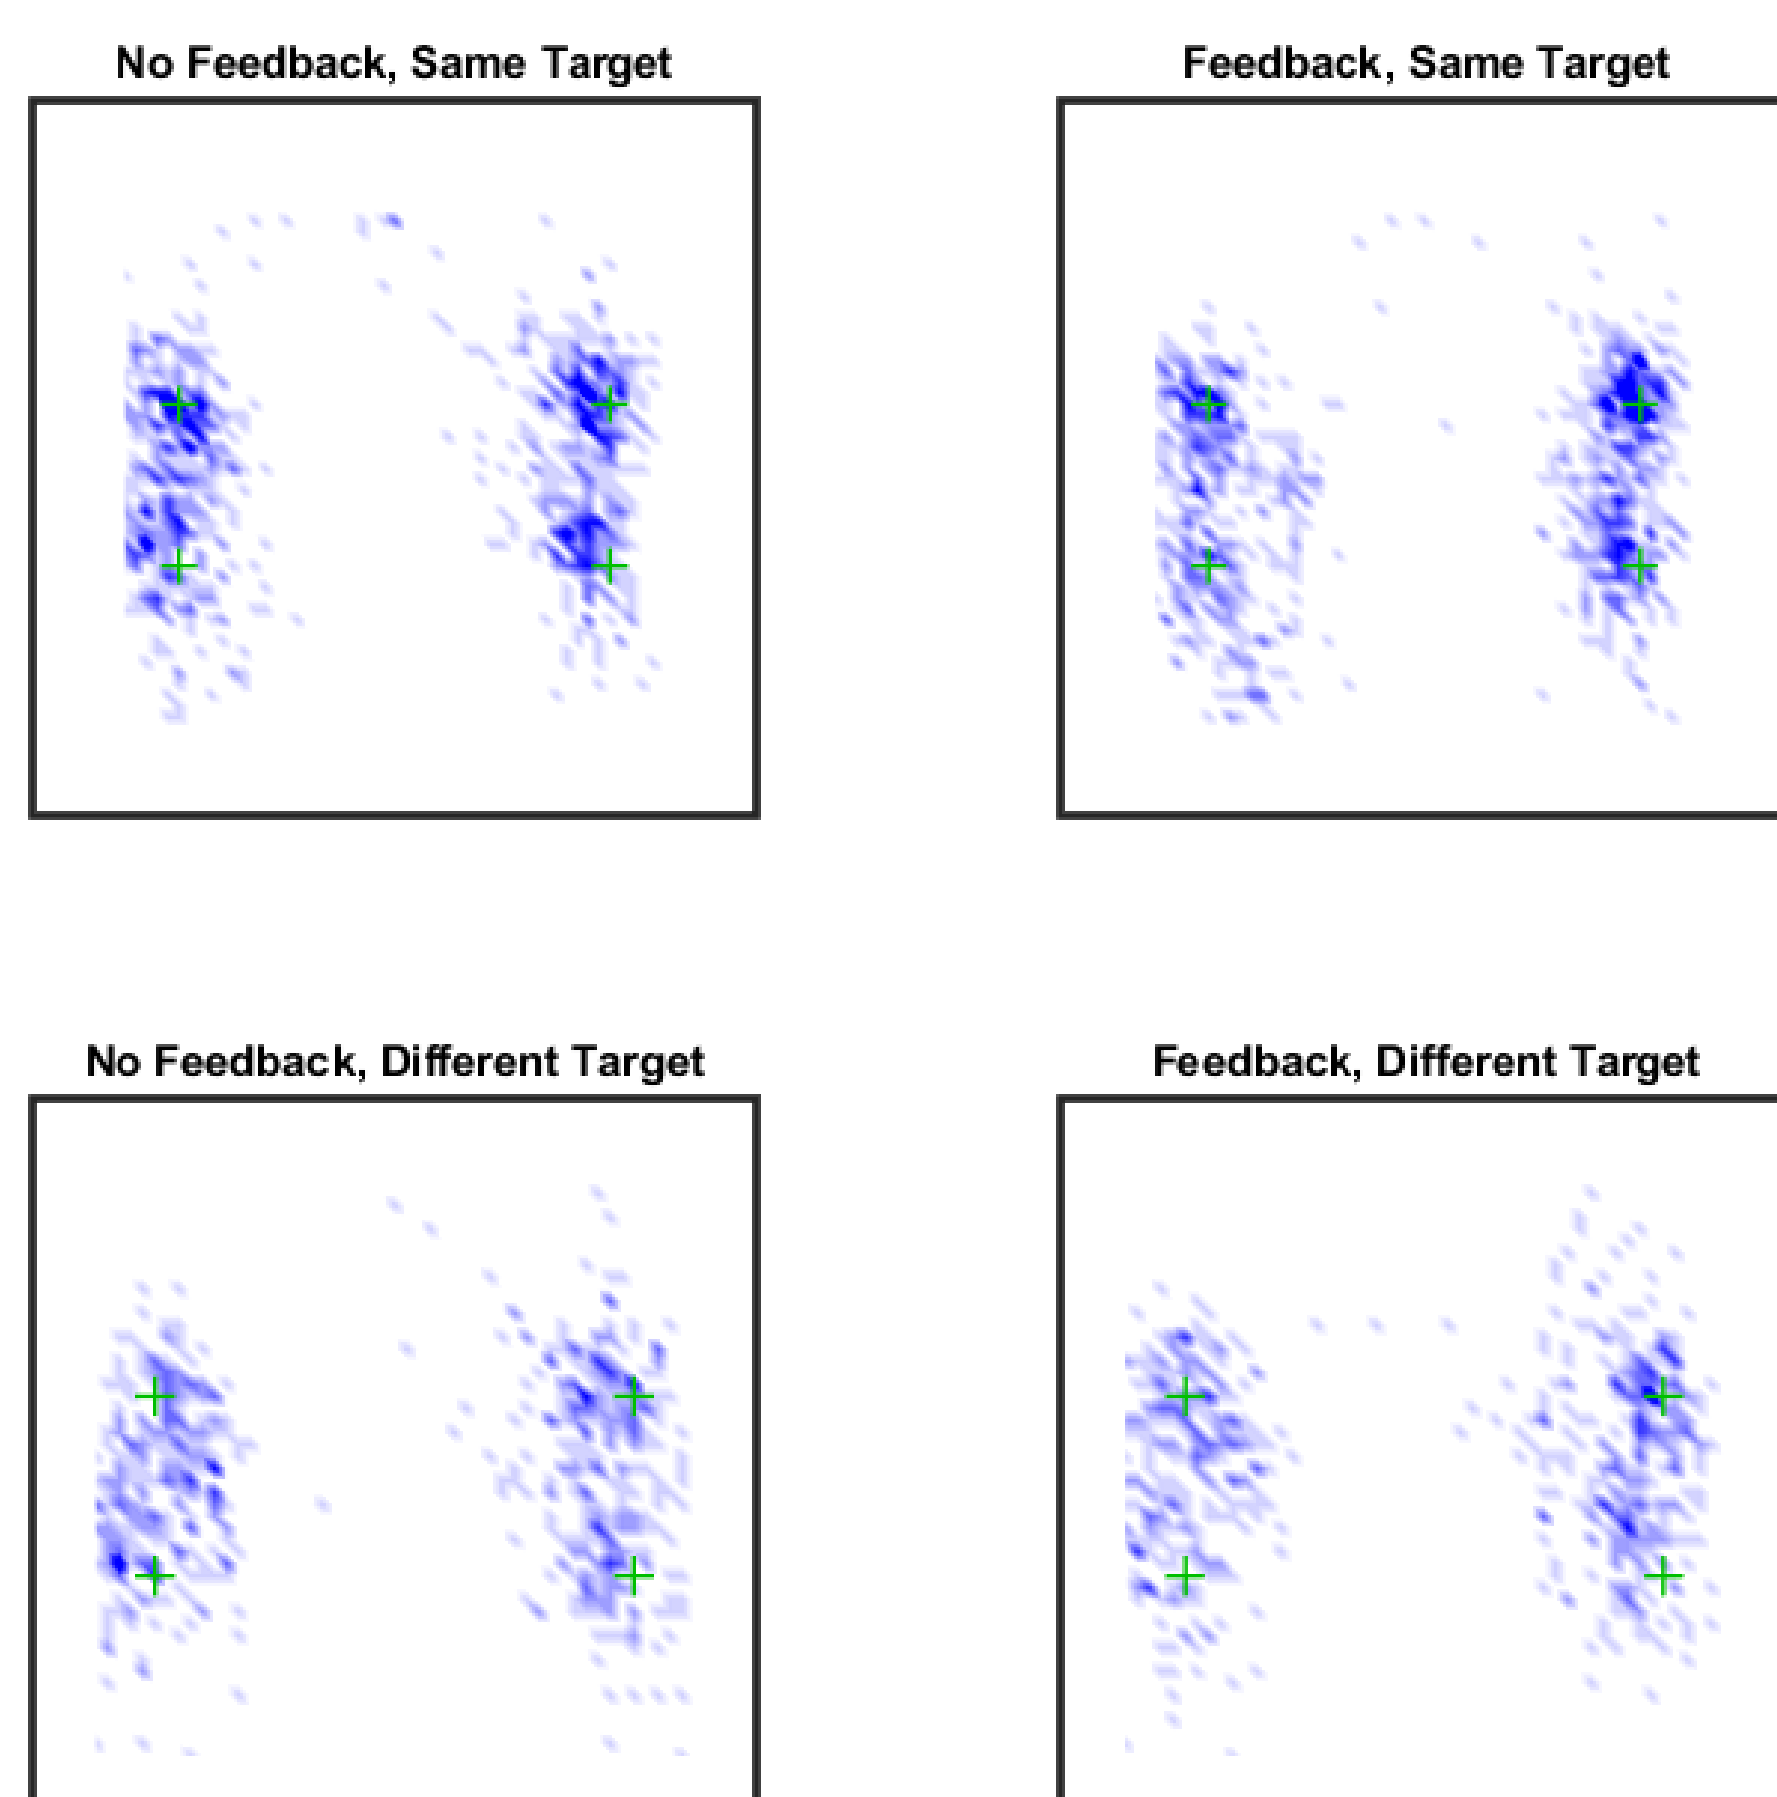 No Feedback, Same Target
Feedback, Same Target
No Feedback, Different Target
Feedback, Different Target